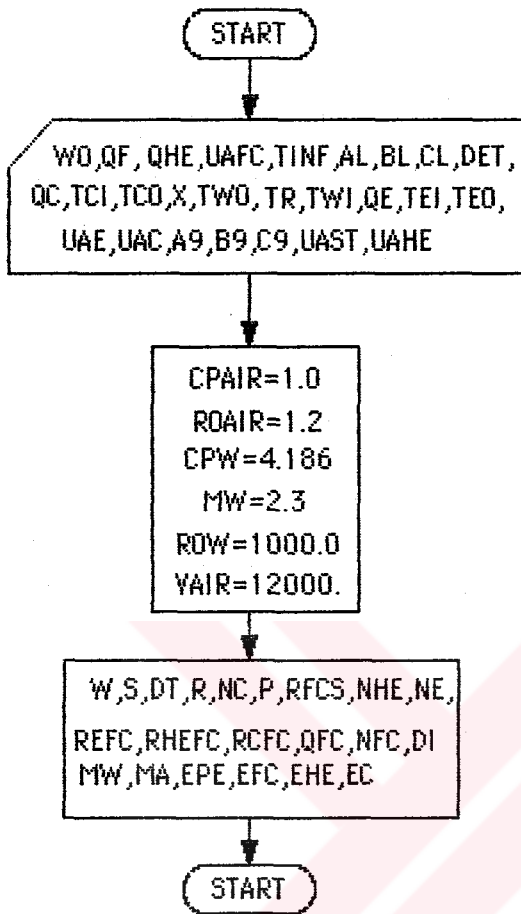 START
WO,QF, QHE,UAFC,TINF,AL,BL,CL,DET,
QC,TCI,TCO,X,TWO,TR,TWI,QE,TEI,TEO,
UAE,UAC,A9,B9,C9,UAST,UAHE
CPAIR=1.0
ROAIR=1.2
CPW=4.186
MW=2.3
ROW=1000.0
VAIR=12000.
W,S,DT,R,NC,P,RFCS,NHE,NE,
REFC,RHEFC,RCFC,QFC,NFC,DI
MW,MA,EPE,EFC,EHE,EC
START